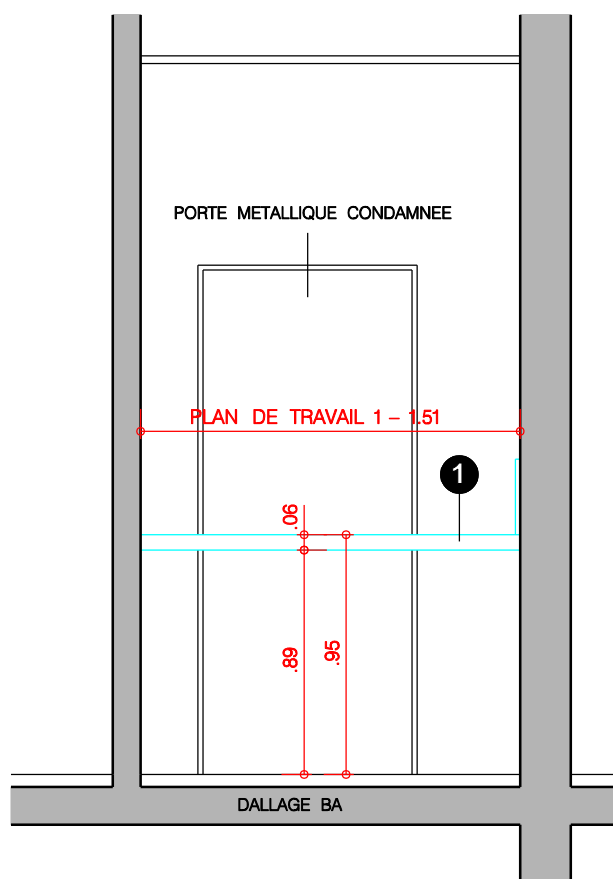 PORTE METALLIQUE CONDAMNEE
PLAN DE TRAVAIL 1 - 1.51
1
.06
.89
.95
DALLAGE BA